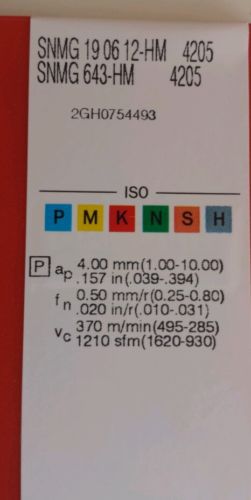 SNMG 19 06 12-HM 4205
SNMG 643-HM 4205
2GH0754493
ISO
P M K N S H
P ap 4.00 mm(1.00-10.00)
.157 in(.039-.394)
fn 0.50 mm/r(0.25-0.80)
.020 in/r(.010-.031)
vc 370 m/min(495-285)
1210 sfm(1620-930)